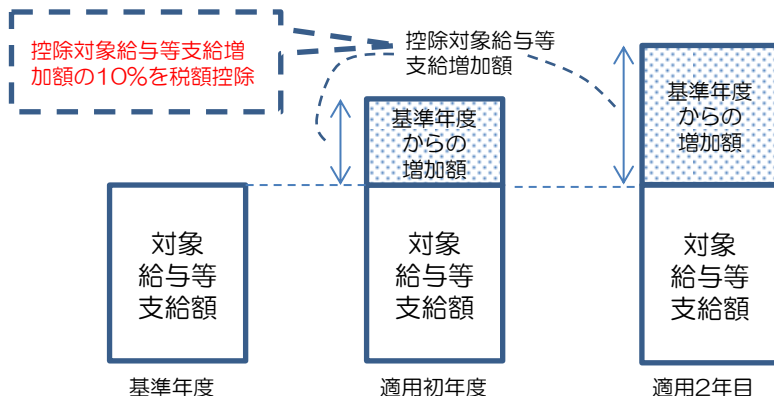 控除対象給与等支給増
加額の10%を税額控除
控除対象給与等
支給増加額
基準年度
からの
増加額
基準年度
からの
増加額
対象
給与等
支給額
対象
給与等
支給額
対象
給与等
支給額
基準年度
適用初年度
適用2年目